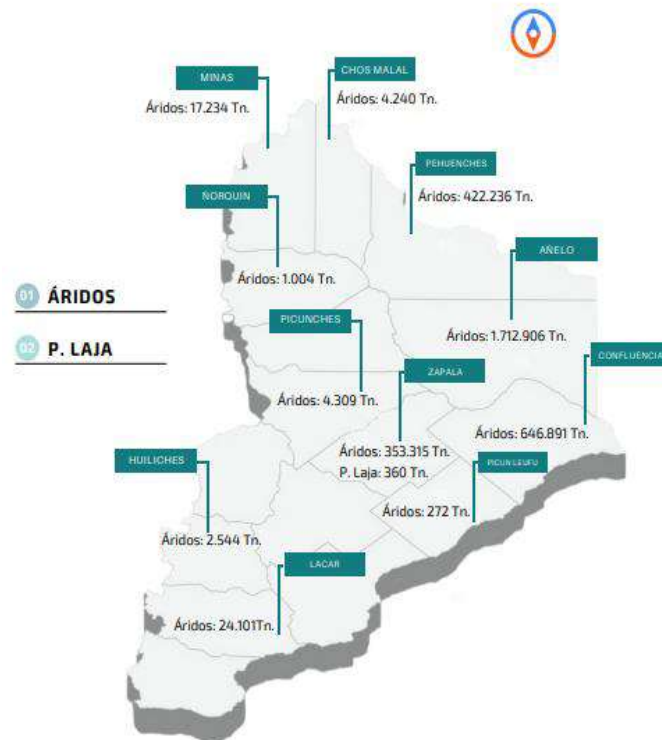 MINAS
Áridos: 17.234 Tn.
CHOS MALAL
Áridos: 4.240 Tn.
PEHUENCHES
Áridos: 422.236 Tn.
ÑORQUIN
Áridos: 1.004 Tn.
AÑELO
Áridos: 1.712.906 Tn.
01 ÁRIDOS
02 P. LAJA
PICUNCHES
Áridos: 4.309 Tn.
ZAPALA
Áridos: 353.315 Tn.
P. Laja: 360 Tn.
CONFLUENCIA
Áridos: 646.891 Tn.
PICUN LEUFU
Áridos: 272 Tn.
HUILICHES
Áridos: 2.544 Tn.
LACAR
Áridos: 24.101Tn.